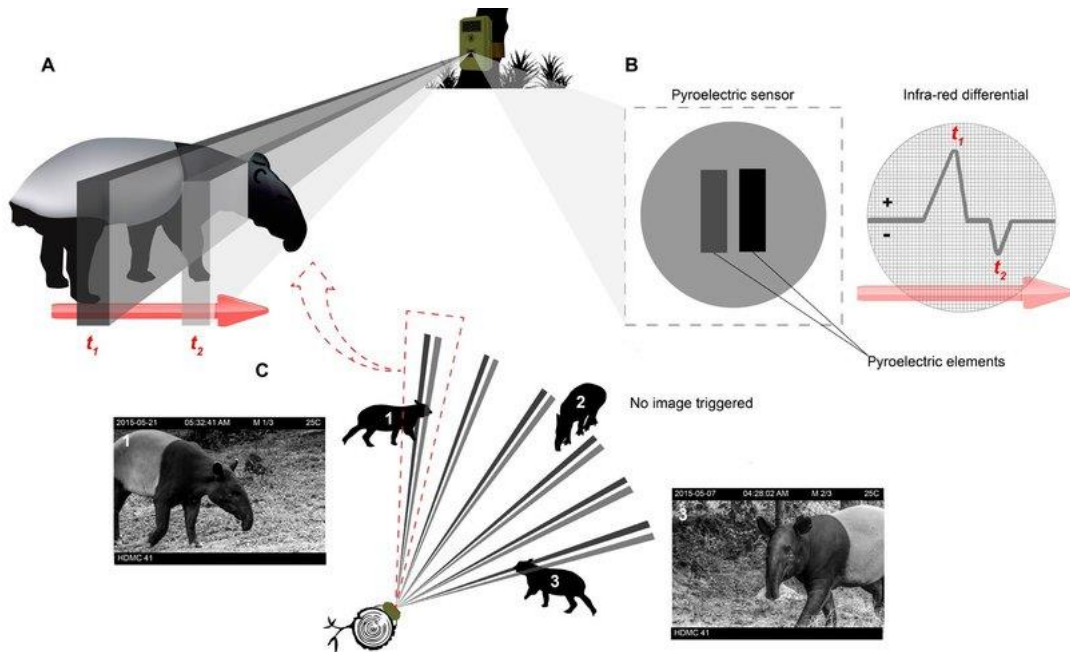 A
B
Pyroelectric sensor
Infra-red differential
t1
+
-
t2
t1
t2
Pyroelectric elements
C
1
2
No image triggered
3
2015-05-21 05:32:41 AM M 1/3 25C
1
HDMC 41
2015-05-07 04:28:02 AM M 2/3 25C
3
HDMC 41